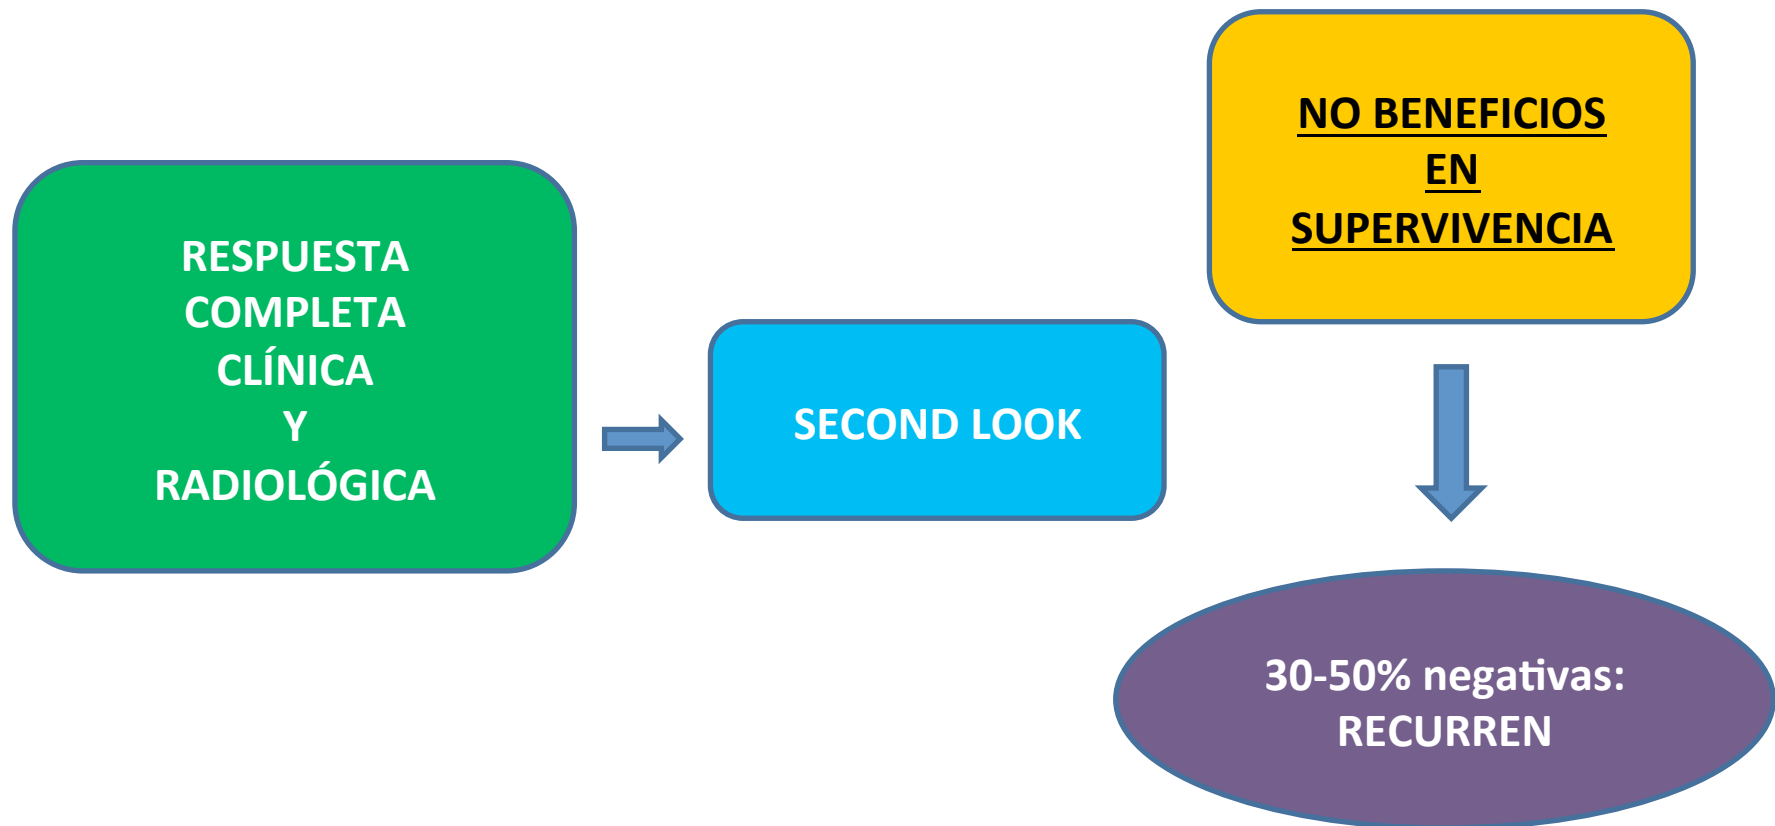 RESPUESTA
COMPLETA
CLÍNICA
Y
RADIOLÓGICA
SECOND LOOK
NO BENEFICIOS
EN
SUPERVIVENCIA
30-50% negativas:
RECURREN